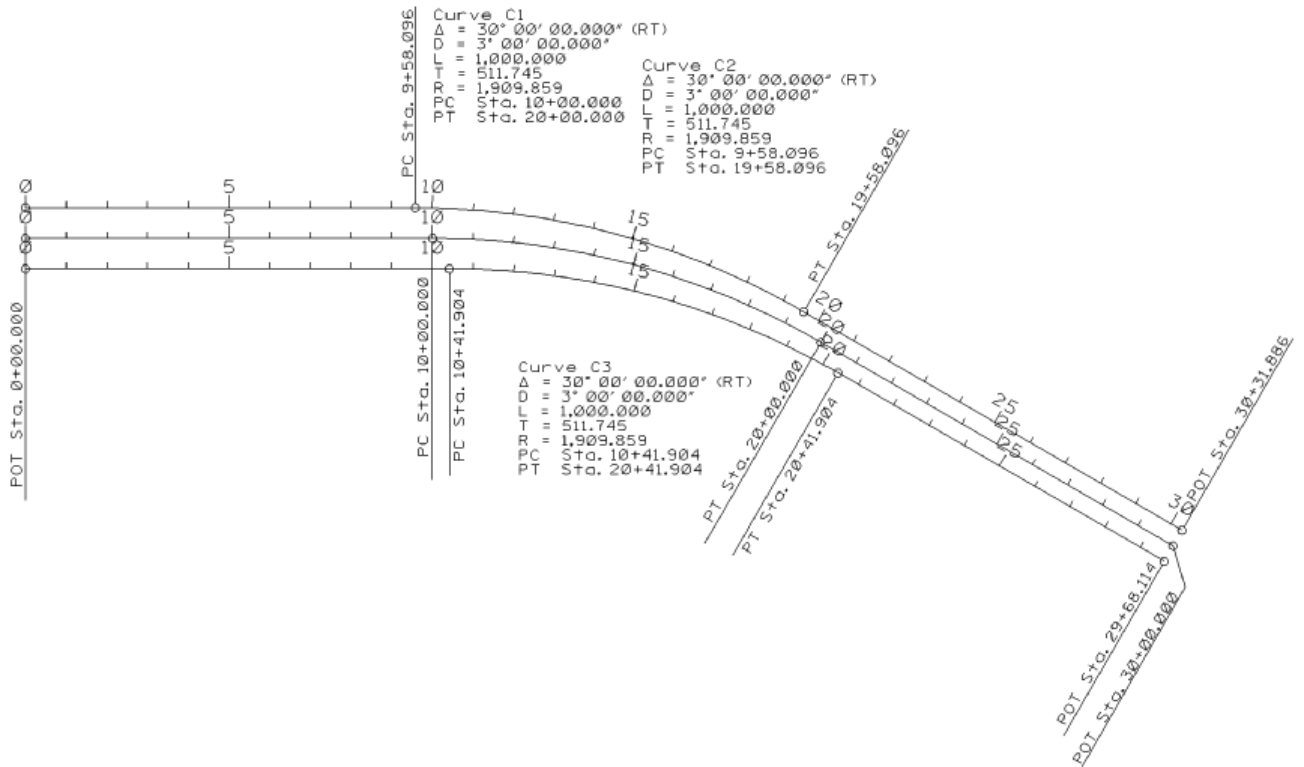 PC Sta. 9+58.096
Curve C1
Δ = 30° 00' 00.000" (RT)
D = 3° 00' 00.000"
L = 1,000.000
T = 511.745
R = 1,909.859
PC Sta. 10+00.000
PT Sta. 20+00.000
Curve C2
Δ = 30° 00' 00.000" (RT)
D = 3° 00' 00.000"
L = 1,000.000
T = 511.745
R = 1,909.859
PC Sta. 9+58.096
PT Sta. 19+58.096
PT Sta. 19+58.096
0 5 10 15 20 25 30
0 5 10 15 20 25
0 5 15 20 25
POT Sta. 0+00.000
PC Sta. 10+00.000
PC Sta. 10+41.904
Curve C3
Δ = 30° 00' 00.000" (RT)
D = 3° 00' 00.000"
L = 1,000.000
T = 511.745
R = 1,909.859
PC Sta. 10+41.904
PT Sta. 20+41.904
PT Sta. 20+00.000
PT Sta. 20+41.904
POT Sta. 30+31.886
POT Sta. 29+68.114
POT Sta. 30+00.000